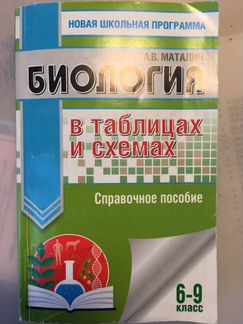 НОВАЯ ШКОЛЬНАЯ ПРОГРАММА
А.В. МАТАЛИН
БИОЛОГИЯ
в таблицах
и схемах
Справочное пособие
6-9
класс